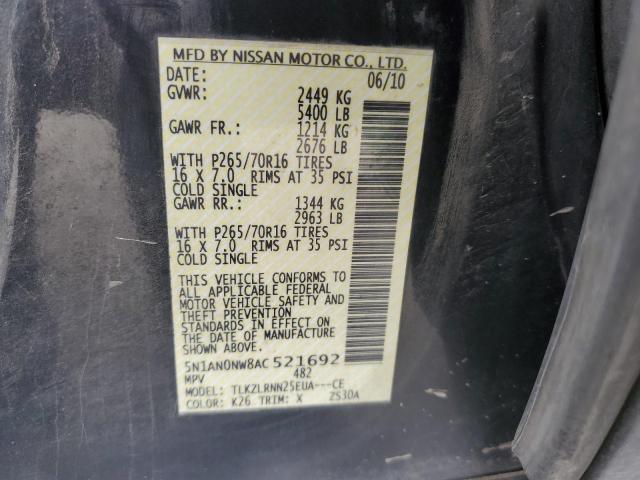 MFD BY NISSAN MOTOR CO., LTD.
DATE: 06/10
GVWR: 2449 KG
5400 LB
GAWR FR.: 1214 KG
2676 LB
WITH P265/70R16 TIRES
16 X 7.0 RIMS AT 35 PSI
COLD SINGLE
GAWR RR.: 1344 KG
2963 LB
WITH P265/70R16 TIRES
16 X 7.0 RIMS AT 35 PSI
COLD SINGLE
THIS VEHICLE CONFORMS TO
ALL APPLICABLE FEDERAL
MOTOR VEHICLE SAFETY AND
THEFT PREVENTION
STANDARDS IN EFFECT ON
THE DATE OF MANUFACTURE
SHOWN ABOVE.
5N1AN0NW8AC 521692
MPV 482
MODEL: TLKZLRNN25EUA---CE
COLOR: K26 TRIM: X ZS30A